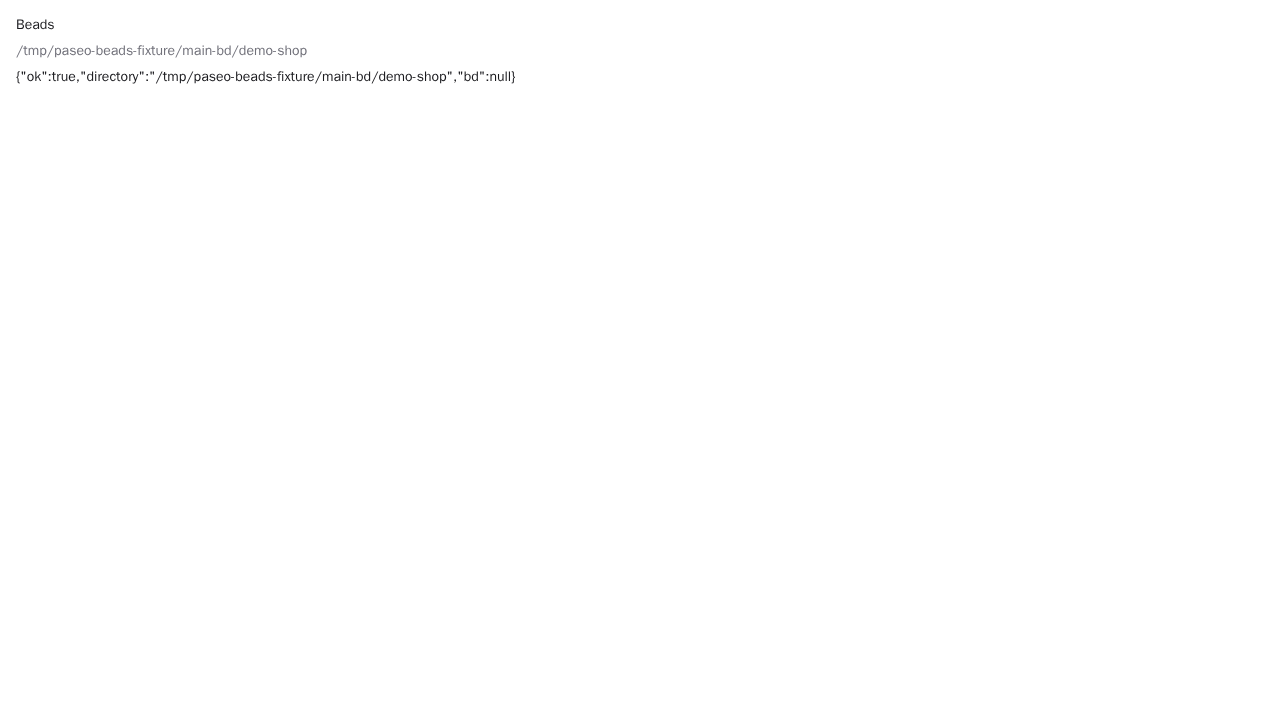 Beads
/tmp/paseo-beads-fixture/main-bd/demo-shop
{"ok":true,"directory":"/tmp/paseo-beads-fixture/main-bd/demo-shop","bd":null}